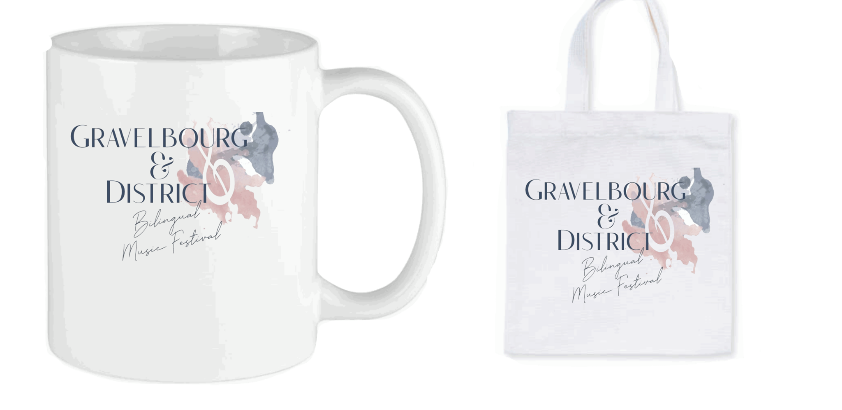 GRAVELBOURG
&
DISTRICT
Bilingual
Music Festival
GRAVELBOURG
&
DISTRICT
Bilingual
Music Festival